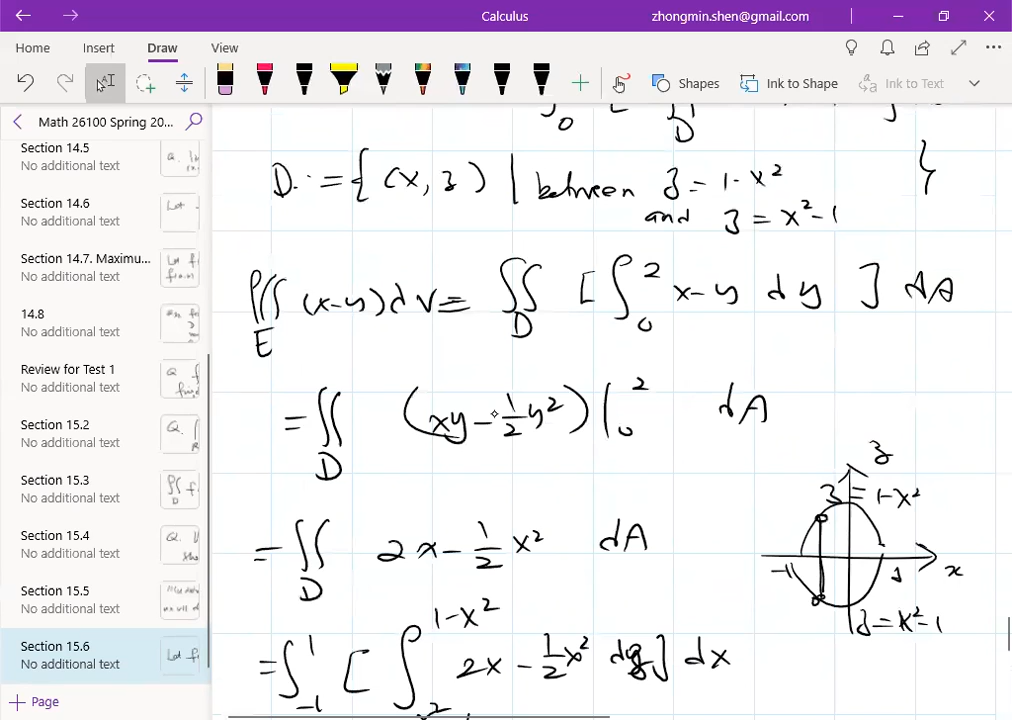 Calculus
zhongmin.shen@gmail.com
Home
Insert
Draw
View
Shapes
Ink to Shape
Ink to Text
Math 26100 Spring 20...
Section 14.5
No additional text
Section 14.6
No additional text
Section 14.7. Maximu...
No additional text
14.8
No additional text
Review for Test 1
No additional text
Section 15.2
No additional text
Section 15.3
No additional text
Section 15.4
No additional text
Section 15.5
No additional text
Section 15.6
No additional text
Page
D := { (x, z) | between z = 1-x² }
and z = x²-1
∭_E (x-y) dV = ∬_D [ ∫_0^2 x-y dy ] dA
= ∬_D (xy - 1/2 y²) |_0^2 dA
= ∬_D 2x - 1/2 x² dA
z
z = 1-x²
-1
1
x
z = x²-1
= ∫_{-1}^1 [ ∫^{1-x²} 2x - 1/2 x² dz ] dx